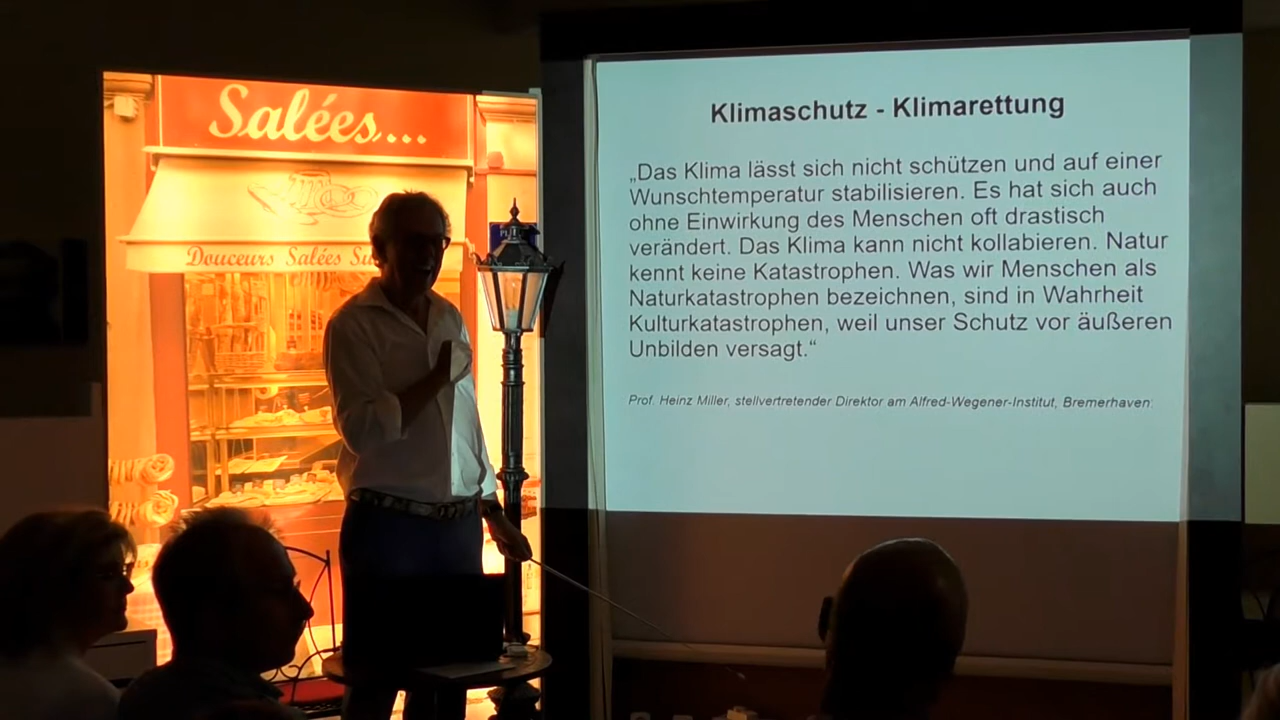 Salées...
Douceurs Salées
Klimaschutz - Klimarettung
„Das Klima lässt sich nicht schützen und auf einer
Wunschtemperatur stabilisieren. Es hat sich auch
ohne Einwirkung des Menschen oft drastisch
verändert. Das Klima kann nicht kollabieren. Natur
kennt keine Katastrophen. Was wir Menschen als
Naturkatastrophen bezeichnen, sind in Wahrheit
Kulturkatastrophen, weil unser Schutz vor äußeren
Unbilden versagt.“
Prof. Heinz Miller, stellvertretender Direktor am Alfred-Wegener-Institut, Bremerhaven.